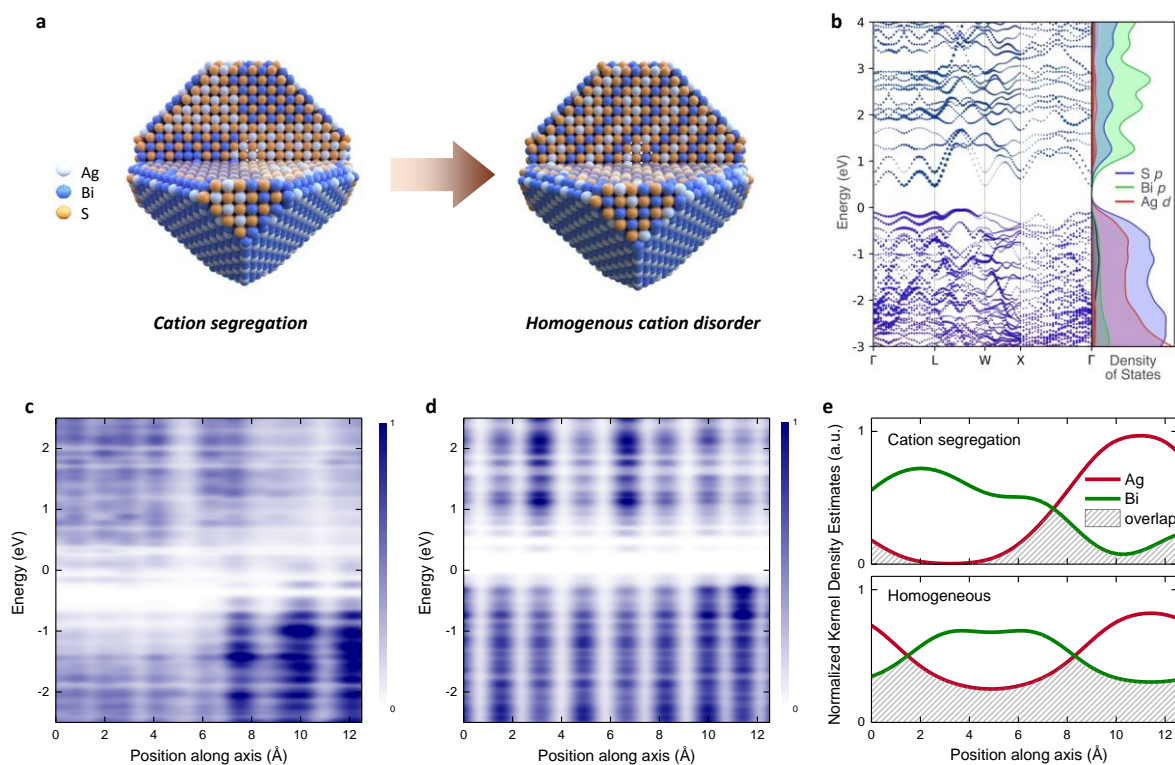 a
Ag
Bi
S
Cation segregation
Homogenous cation disorder
b
4
3
2
1
0
-1
-2
-3
Energy (eV)
Γ
L
W
X
Γ
S p
Bi p
Ag d
Density
of States
c
2
1
0
-1
-2
Energy (eV)
0
2
4
6
8
10
12
Position along axis (Å)
1
0
d
2
1
0
-1
-2
Energy (eV)
0
2
4
6
8
10
12
Position along axis (Å)
1
0
e
Normalized Kernel Density Estimates (a.u.)
1
0
Cation segregation
Ag
Bi
overlap
1
0
Homogeneous
0
2
4
6
8
10
12
Position along axis (Å)